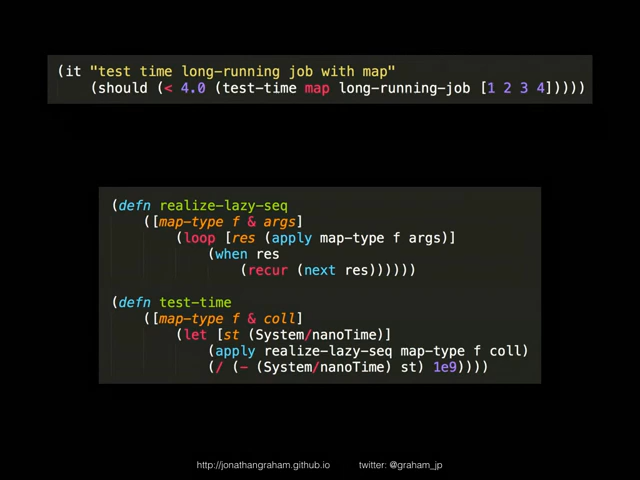 (it "test time long-running job with map"
(should (< 4.0 (test-time map long-running-job [1 2 3 4]))))
(defn realize-lazy-seq
([map-type f & args]
(loop [res (apply map-type f args)]
(when res
(recur (next res))))))
(defn test-time
([map-type f & coll]
(let [st (System/nanoTime)]
(apply realize-lazy-seq map-type f coll)
(/ (- (System/nanoTime) st) 1e9))))
http://jonathangraham.github.io twitter: @graham_jp